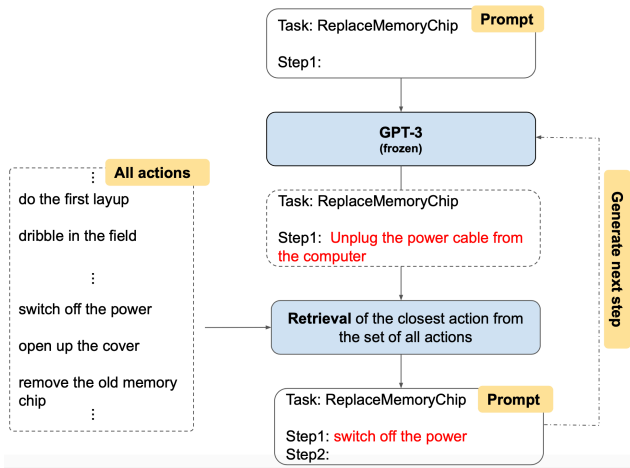 Task: ReplaceMemoryChip
Prompt
Step1:
GPT-3
(frozen)
All actions
⋮
do the first layup
dribble in the field
⋮
switch off the power
open up the cover
remove the old memory
chip
⋮
Task: ReplaceMemoryChip
Step1: Unplug the power cable from
the computer
Generate next
step
Retrieval of the closest action from
the set of all actions
Task: ReplaceMemoryChip
Prompt
Step1: switch off the power
Step2: